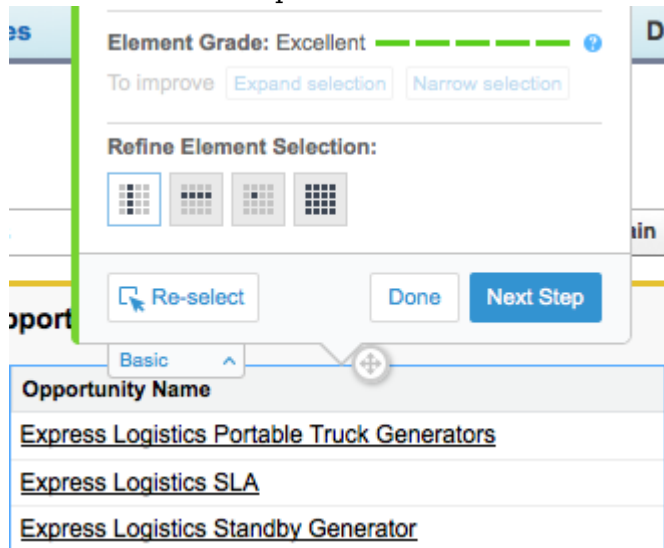 es
D
Element Grade: Excellent
To improve Expand selection Narrow selection
Refine Element Selection:
ain
Re-select Done Next Step
pport
Basic
Opportunity Name
Express Logistics Portable Truck Generators
Express Logistics SLA
Express Logistics Standby Generator